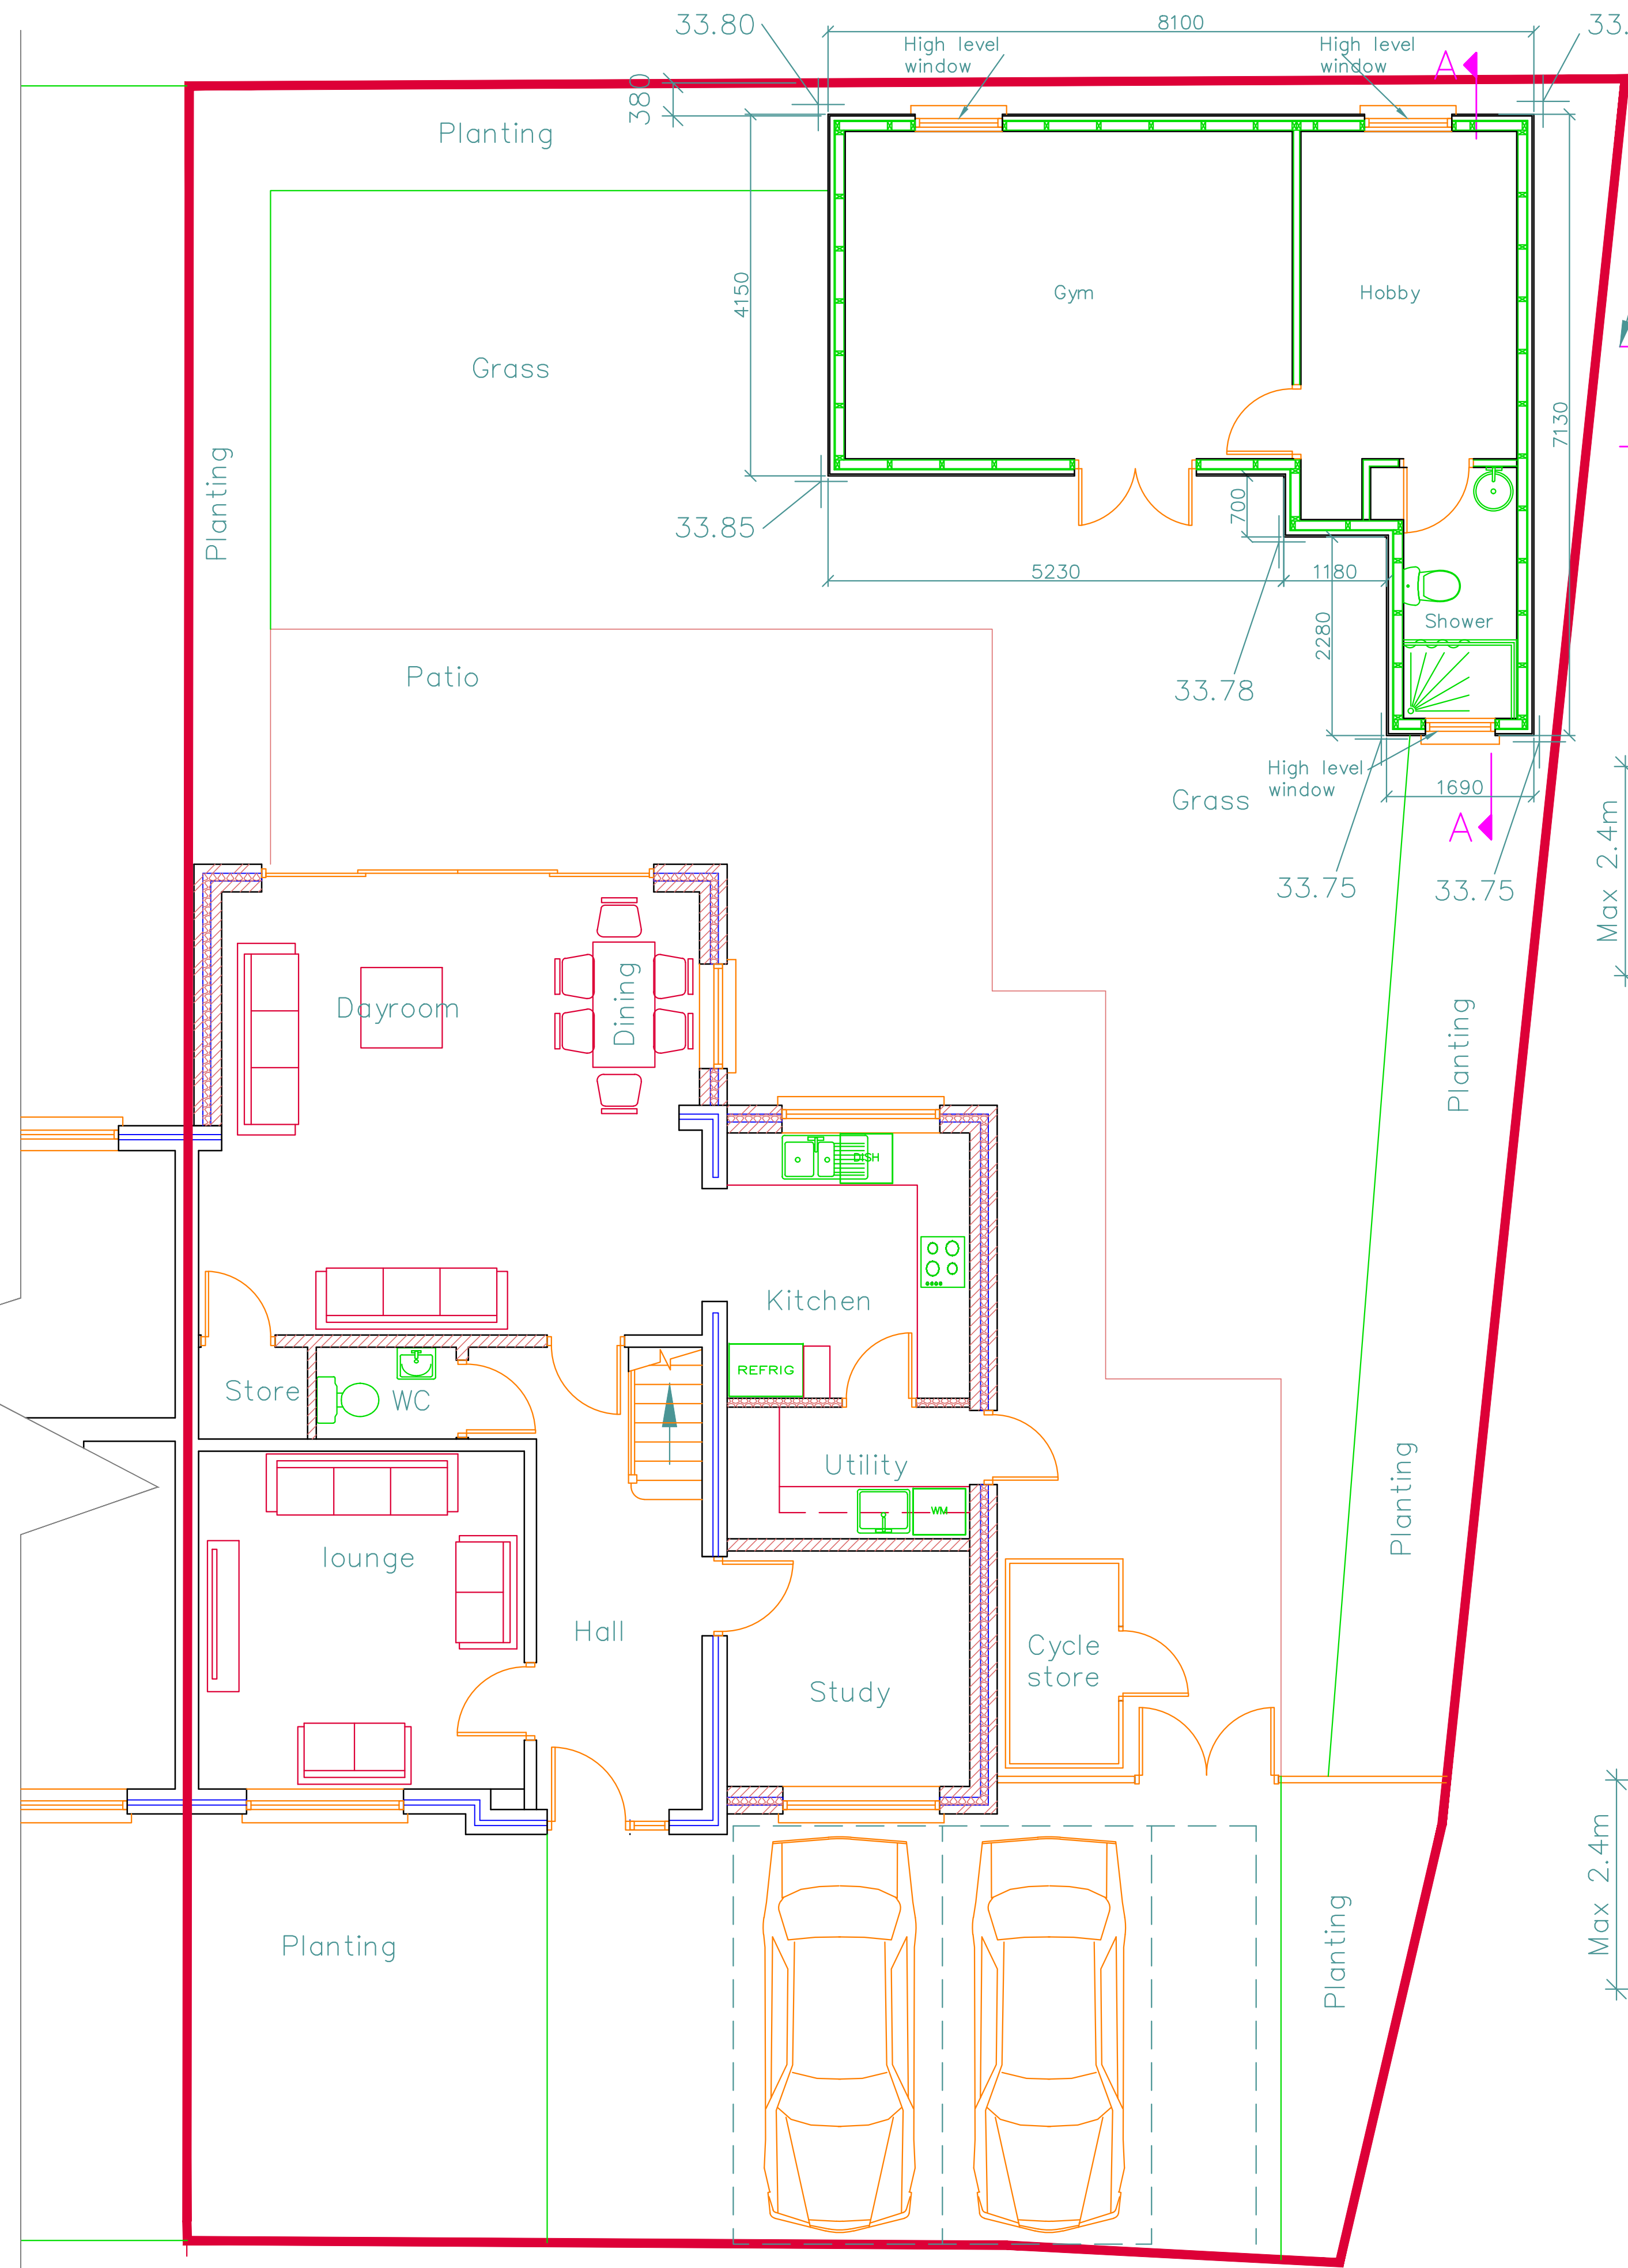 33.80
8100
33.
High level
window
High level
window
A
380
Planting
4150
Gym
Hobby
Grass
7130
Planting
33.85
700
5230
1180
2280
Shower
Patio
33.78
High level
window
1690
Grass
A
33.75
33.75
Max 2.4m
Dayroom
Dining
Planting
DISH
Kitchen
REFRIG
Store
WC
Utility
Planting
WM
lounge
Hall
Cycle
store
Study
Max 2.4m
Planting
Planting